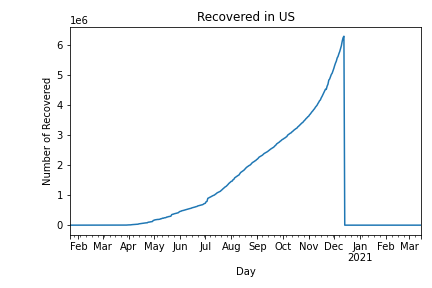 Recovered in US
1e6
6
5
4
3
2
1
0
Number of Recovered
Feb Mar Apr May Jun Jul Aug Sep Oct Nov Dec Jan Feb Mar
2021
Day